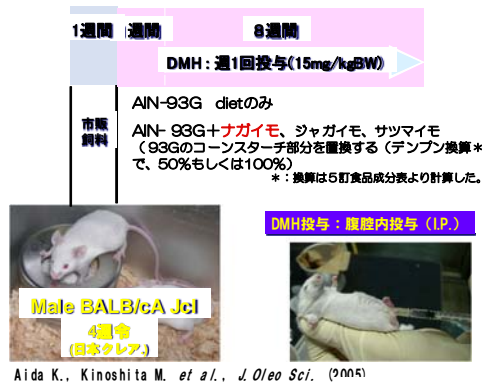 1週間 1週間 8週間
DMH：週1回投与(15mg/kgBW)
市販
飼料
AIN-93G dietのみ
AIN- 93G＋ナガイモ、ジャガイモ、サツマイモ
（ 93Gのコーンスターチ部分を置換する（デンプン換算＊
で、50%もしくは100%）
＊：換算は５訂食品成分表より計算した。
DMH投与：腹腔内投与（I.P.）
Male BALB/cA Jcl
4週令
(日本クレア.)
Aida K., Kinoshita M. et al., J.Oleo Sci. (2005)